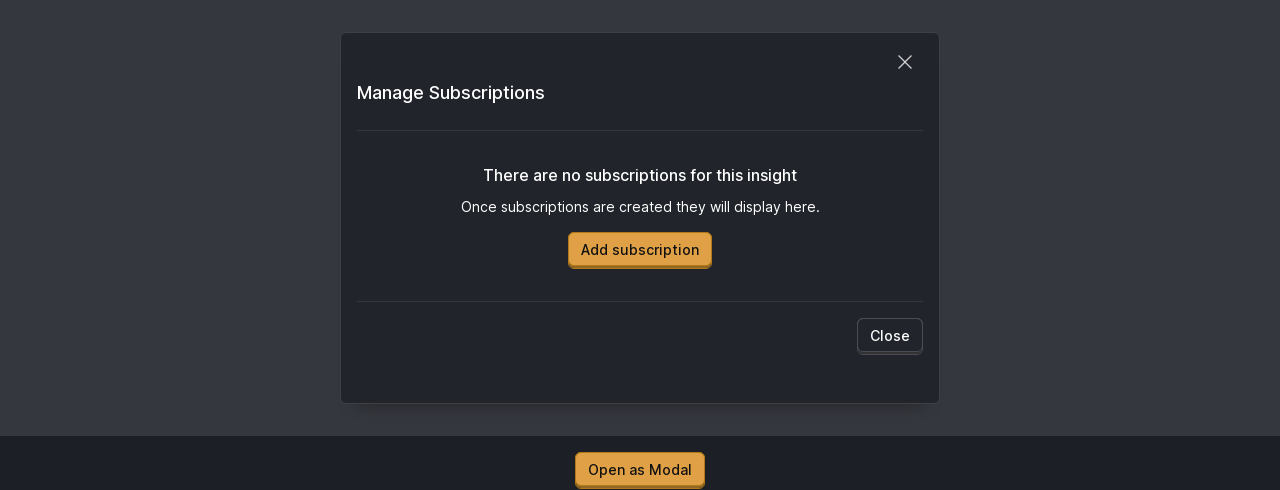 Manage Subscriptions
There are no subscriptions for this insight
Once subscriptions are created they will display here.
Add subscription
Close
Open as Modal